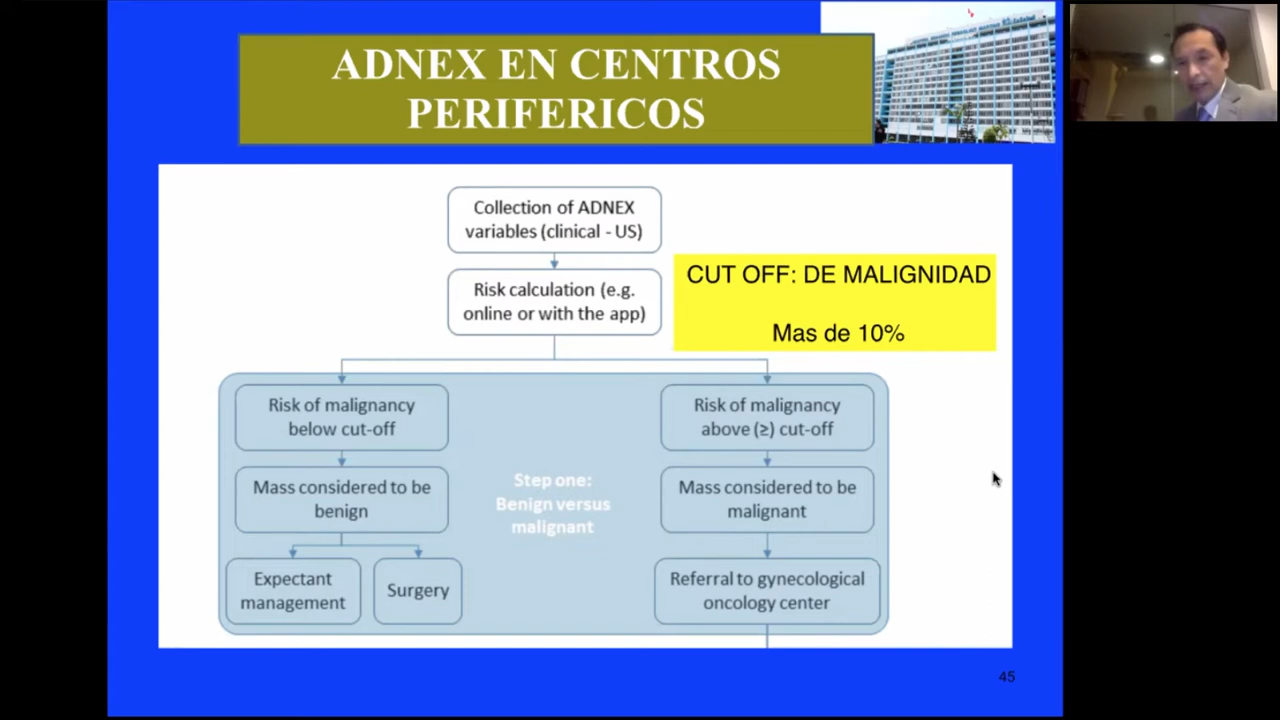 ADNEX EN CENTROS
PERIFERICOS
Collection of ADNEX
variables (clinical - US)
Risk calculation (e.g.
online or with the app)
CUT OFF: DE MALIGNIDAD
Mas de 10%
Risk of malignancy
below cut-off
Risk of malignancy
above (≥) cut-off
Mass considered to be
benign
Step one:
Benign versus
malignant
Mass considered to be
malignant
Expectant
management
Surgery
Referral to gynecological
oncology center
45